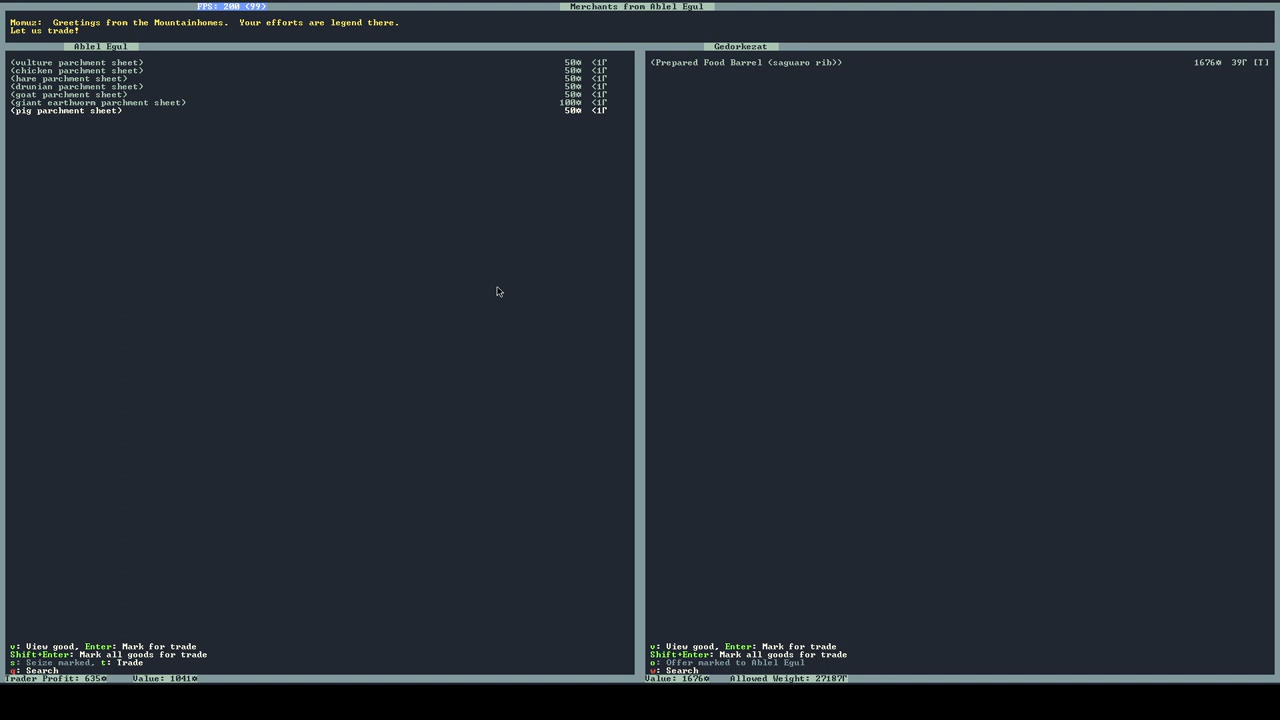 FPS: 200 (99)
Merchants from Ablel Egul
Momuz: Greetings from the Mountainhomes. Your efforts are legend there.
Let us trade!
Ablel Egul
Gedorkezat
(vulture parchment sheet) 50☼ <1Γ
(chicken parchment sheet) 50☼ <1Γ
(hare parchment sheet) 50☼ <1Γ
(drunian parchment sheet) 50☼ <1Γ
(goat parchment sheet) 50☼ <1Γ
(giant earthworm parchment sheet) 100☼ <1Γ
(pig parchment sheet) 50☼ <1Γ
(Prepared Food Barrel (saguaro rib)) 1676☼ 39Γ [T]
v: View good, Enter: Mark for trade
Shift+Enter: Mark all goods for trade
s: Seize marked, t: Trade
q: Search
Trader Profit: 635☼ Value: 1041☼
v: View good, Enter: Mark for trade
Shift+Enter: Mark all goods for trade
o: Offer marked to Ablel Egul
w: Search
Value: 1676☼ Allowed Weight: 27187Γ